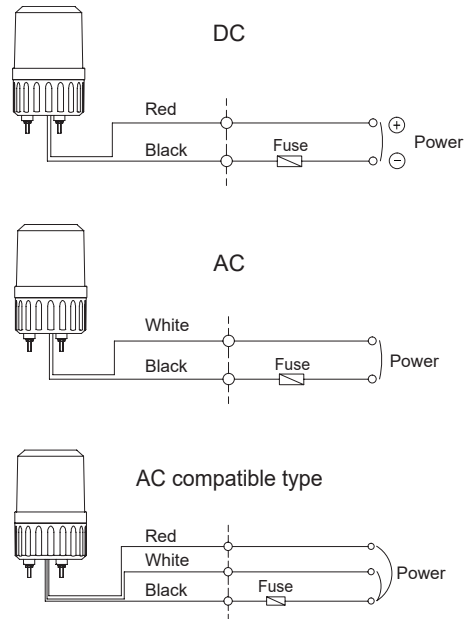 DC
Red
⊕
Black
Fuse
⊖
Power
AC
White
Black
Fuse
Power
AC compatible type
Red
White
Black
Fuse
Power